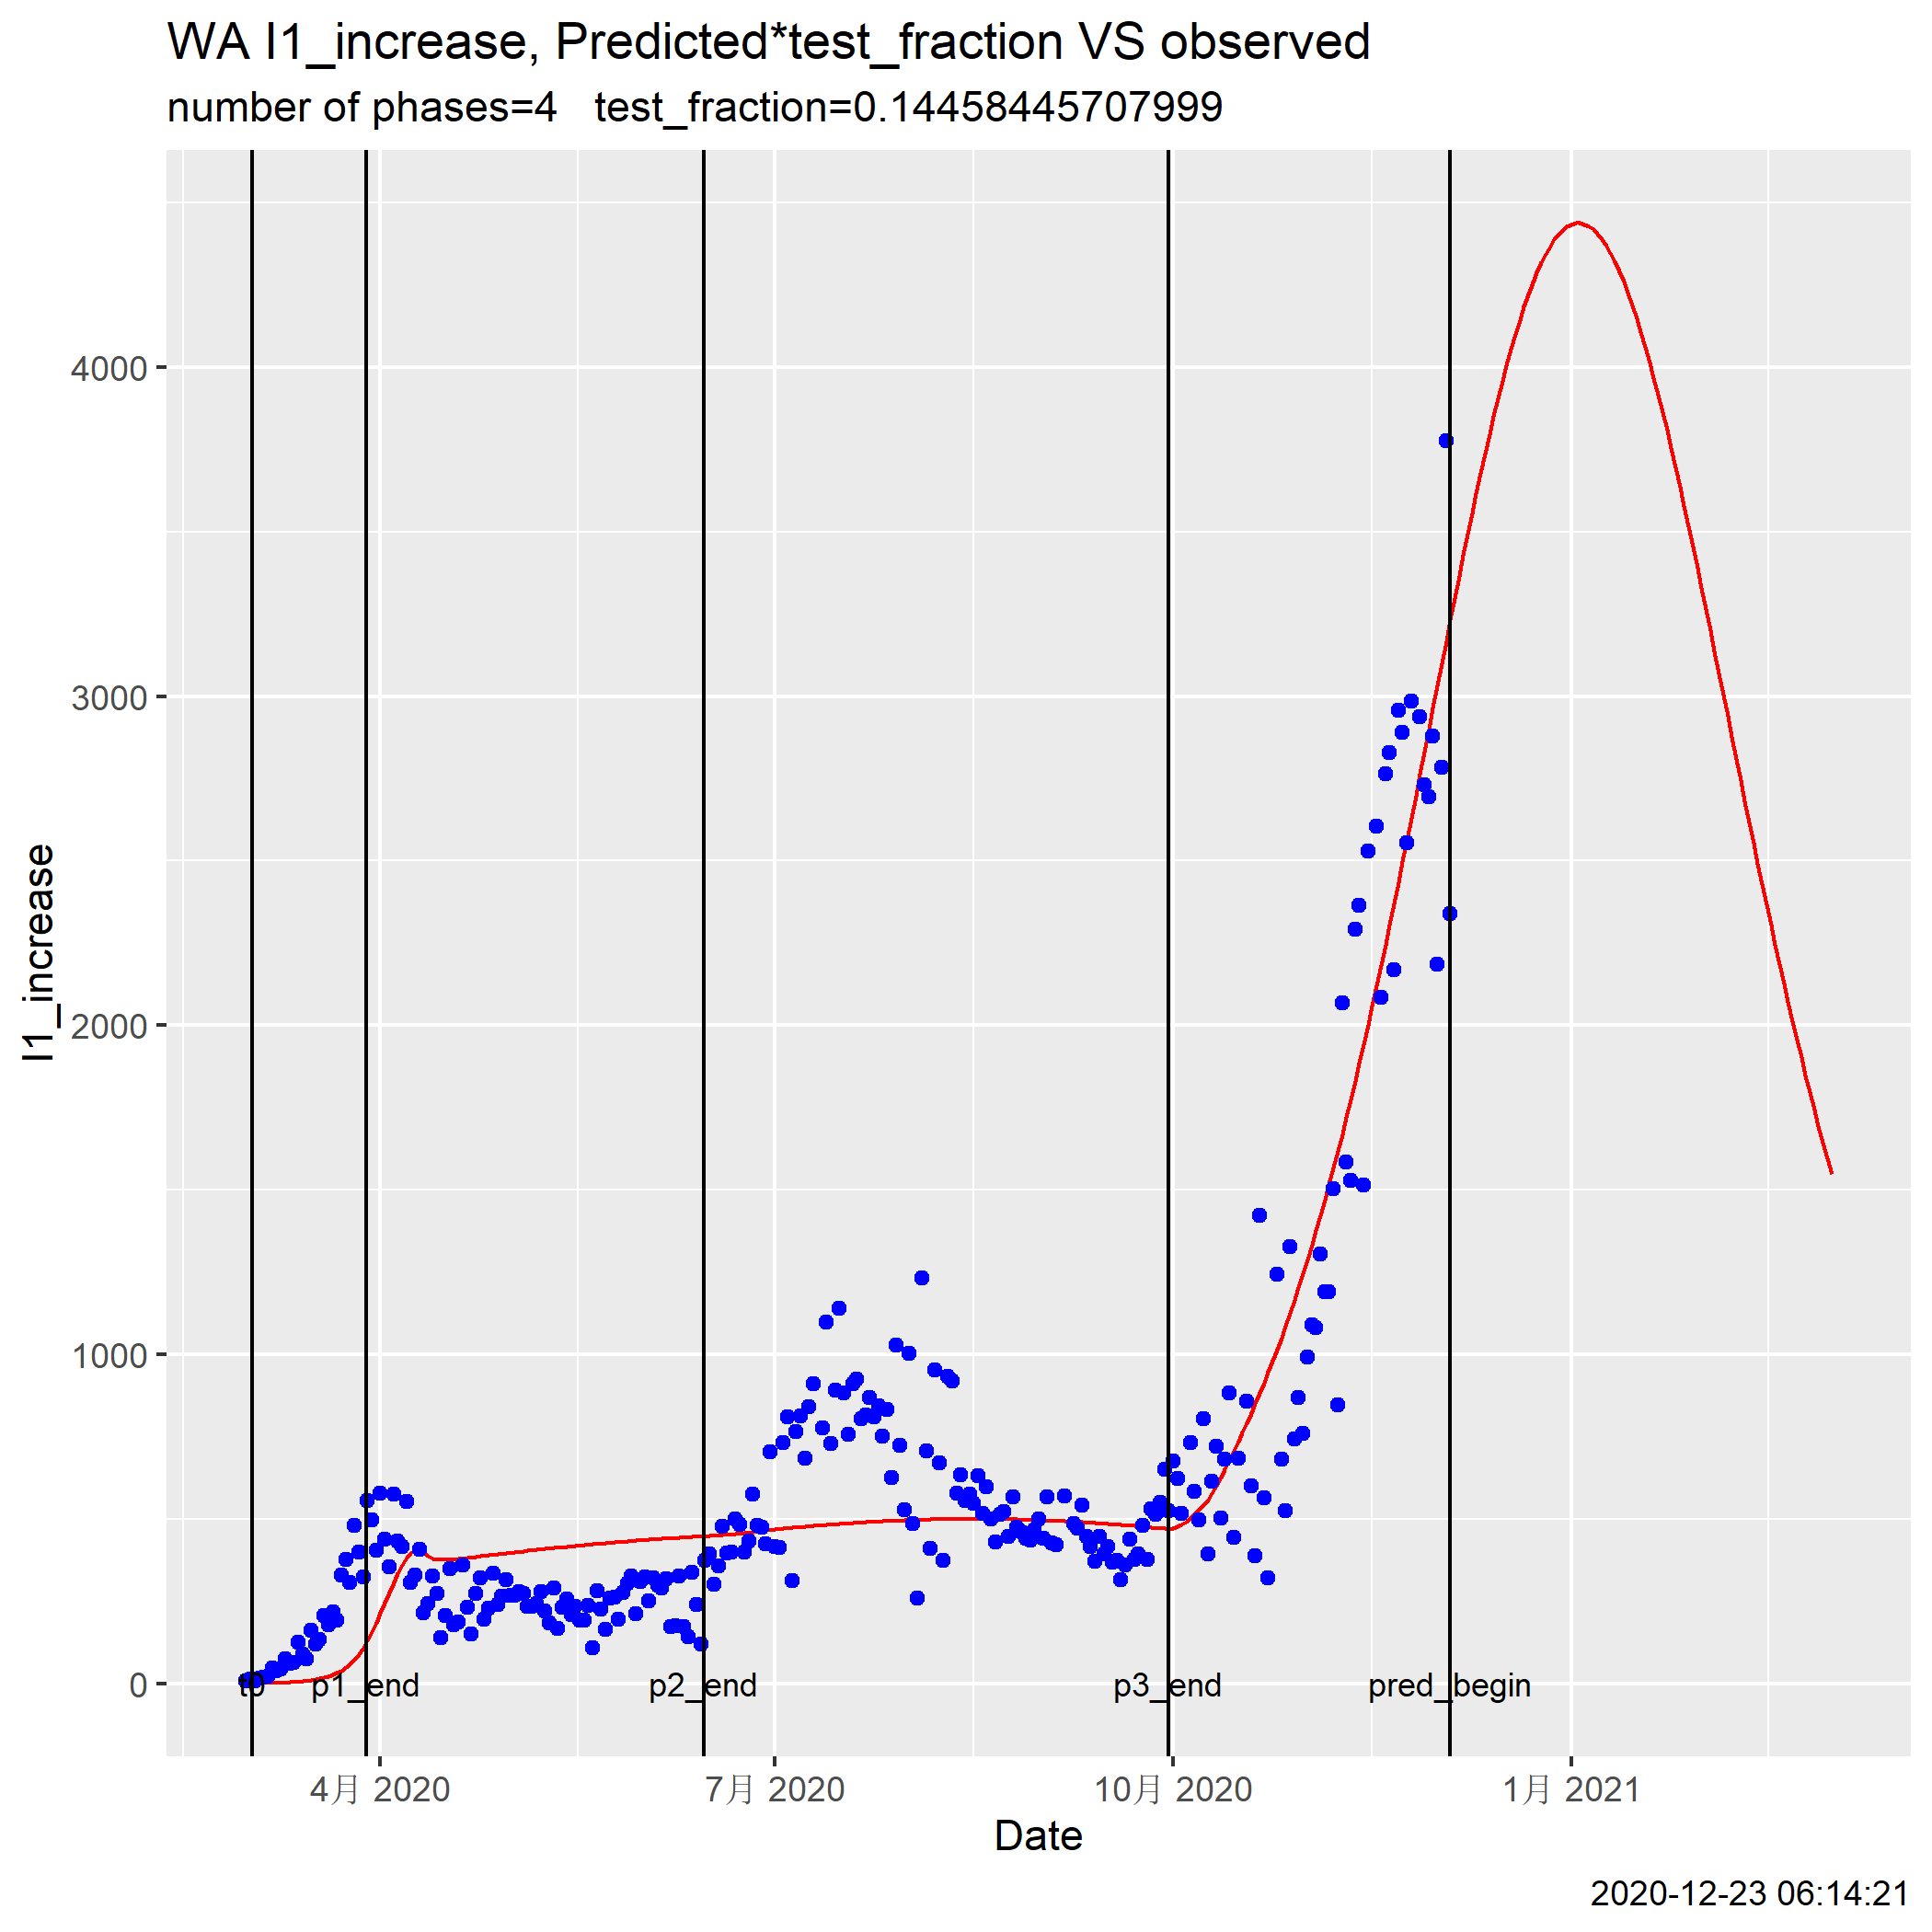 WA I1_increase, Predicted*test_fraction VS observed
number of phases=4 test_fraction=0.14458445707999
I1_increase
4000
3000
2000
1000
0
t0
p1_end
p2_end
p3_end
pred_begin
4月 2020
7月 2020
10月 2020
1月 2021
Date
2020-12-23 06:14:21